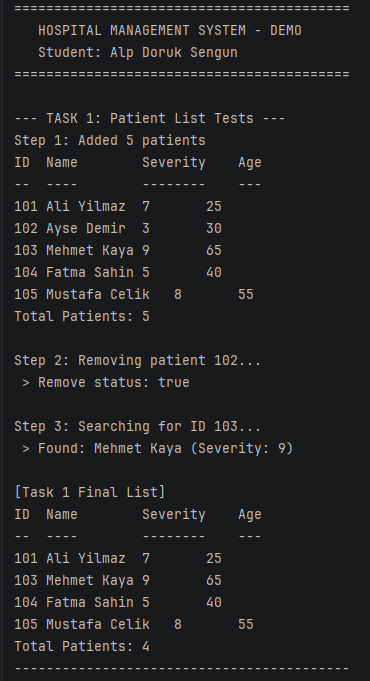 ==========================================
   HOSPITAL MANAGEMENT SYSTEM - DEMO
   Student: Alp Doruk Sengun
==========================================

--- TASK 1: Patient List Tests ---
Step 1: Added 5 patients
ID  Name        Severity    Age
--  ----        --------    ---
101 Ali Yilmaz  7       25
102 Ayse Demir  3       30
103 Mehmet Kaya 9       65
104 Fatma Sahin 5       40
105 Mustafa Celik   8       55
Total Patients: 5

Step 2: Removing patient 102...
 > Remove status: true

Step 3: Searching for ID 103...
 > Found: Mehmet Kaya (Severity: 9)

[Task 1 Final List]
ID  Name        Severity    Age
--  ----        --------    ---
101 Ali Yilmaz  7       25
103 Mehmet Kaya 9       65
104 Fatma Sahin 5       40
105 Mustafa Celik   8       55
Total Patients: 4
------------------------------------------